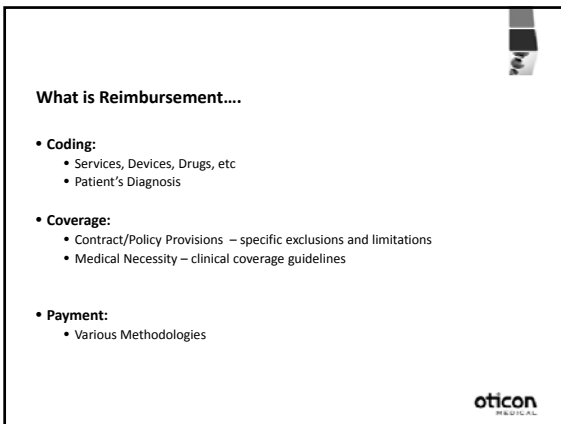 What is Reimbursement....
• Coding:
• Services, Devices, Drugs, etc
• Patient's Diagnosis
• Coverage:
• Contract/Policy Provisions – specific exclusions and limitations
• Medical Necessity – clinical coverage guidelines
• Payment:
• Various Methodologies
oticon
MEDICAL